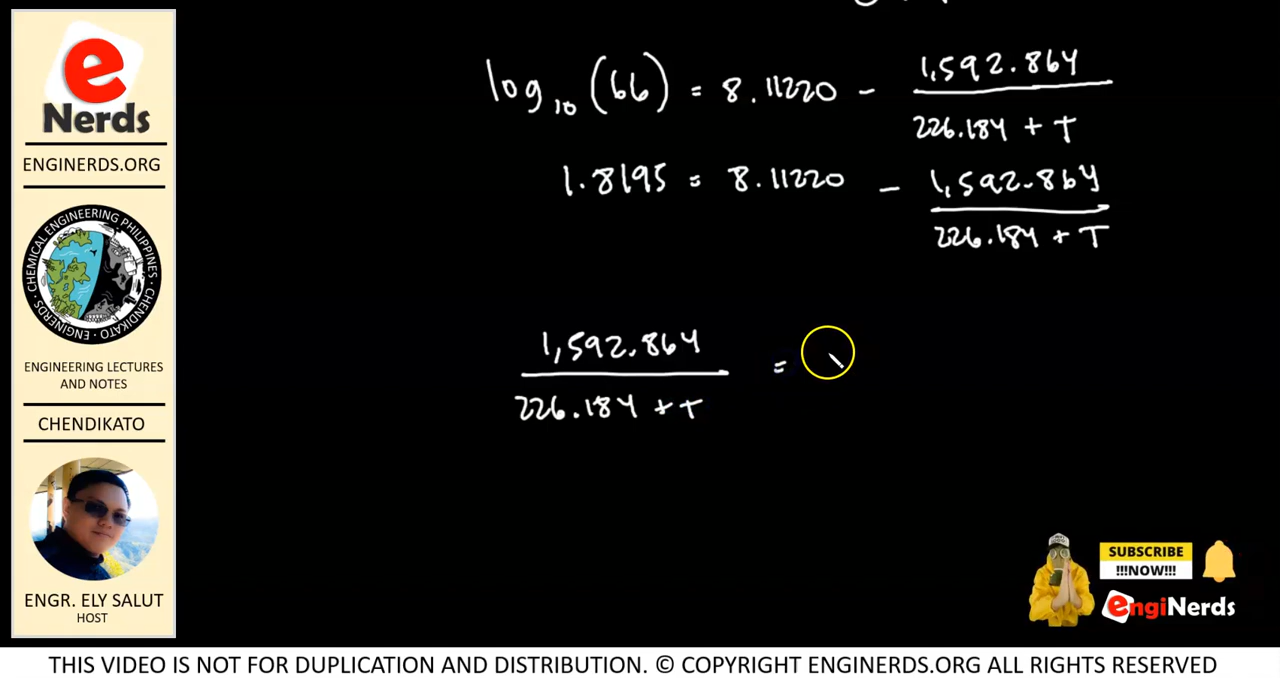 e
Nerds
ENGINERDS.ORG
CHEMICAL ENGINEERING PHILIPPINES
CHENDIKATO • ENGINERDS
ENGINEERING LECTURES
AND NOTES
CHENDIKATO
ENGR. ELY SALUT
HOST
log10 (66) = 8.11220 - 1,592.864 / 226.184 + T
1.8195 = 8.11220 - 1,592.864 / 226.184 + T
1,592.864 / 226.184 + T =
SUBSCRIBE
!!!NOW!!!
engiNerds
THIS VIDEO IS NOT FOR DUPLICATION AND DISTRIBUTION. © COPYRIGHT ENGINERDS.ORG ALL RIGHTS RESERVED